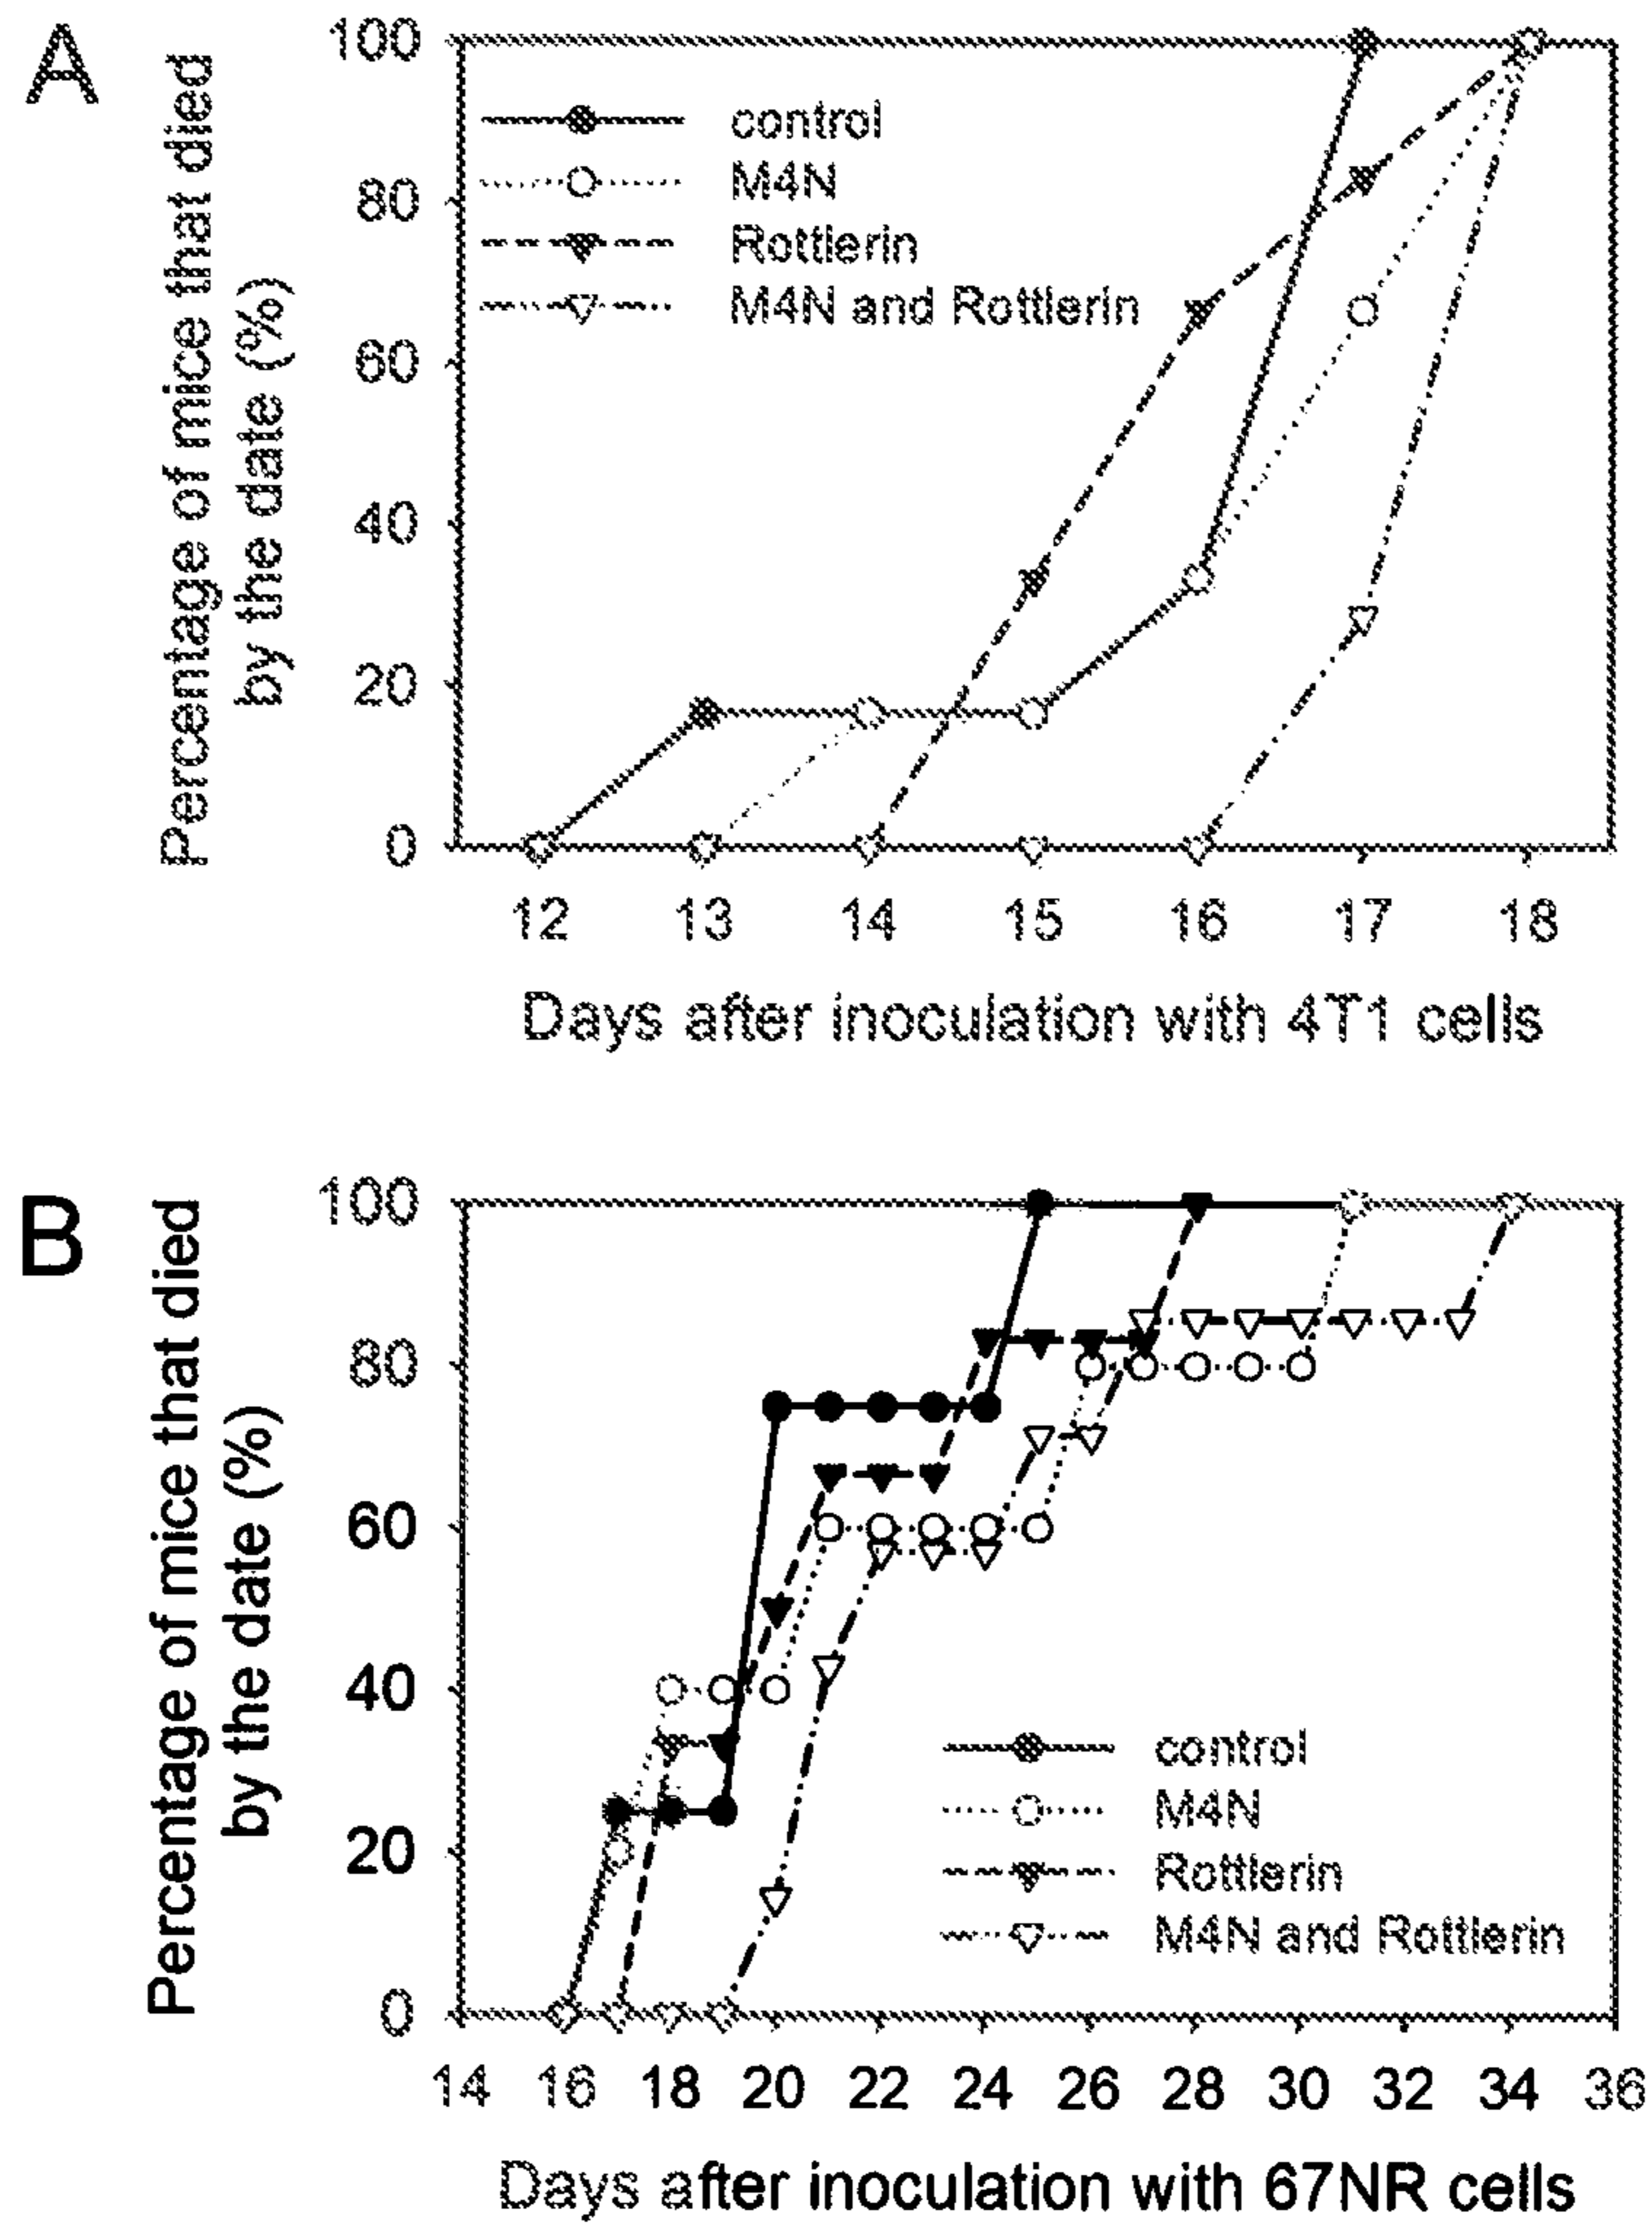 A
Percentage of mice that died
by the date (%)
100
80
60
40
20
0
control
M4N
Rottlerin
M4N and Rottlerin
12 13 14 15 16 17 18
Days after inoculation with 4T1 cells
B
Percentage of mice that died
by the date (%)
100
80
60
40
20
0
control
M4N
Rottlerin
M4N and Rottlerin
14 16 18 20 22 24 26 28 30 32 34 36
Days after inoculation with 67NR cells